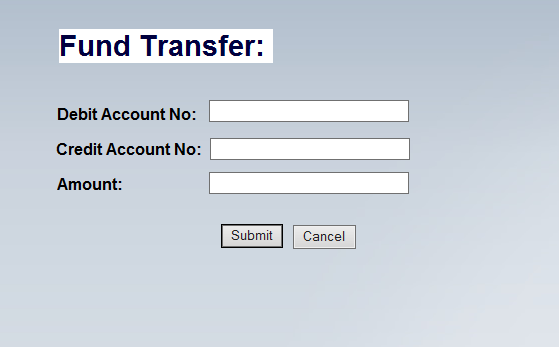 Fund Transfer:
Debit Account No:
Credit Account No:
Amount:
Submit Cancel